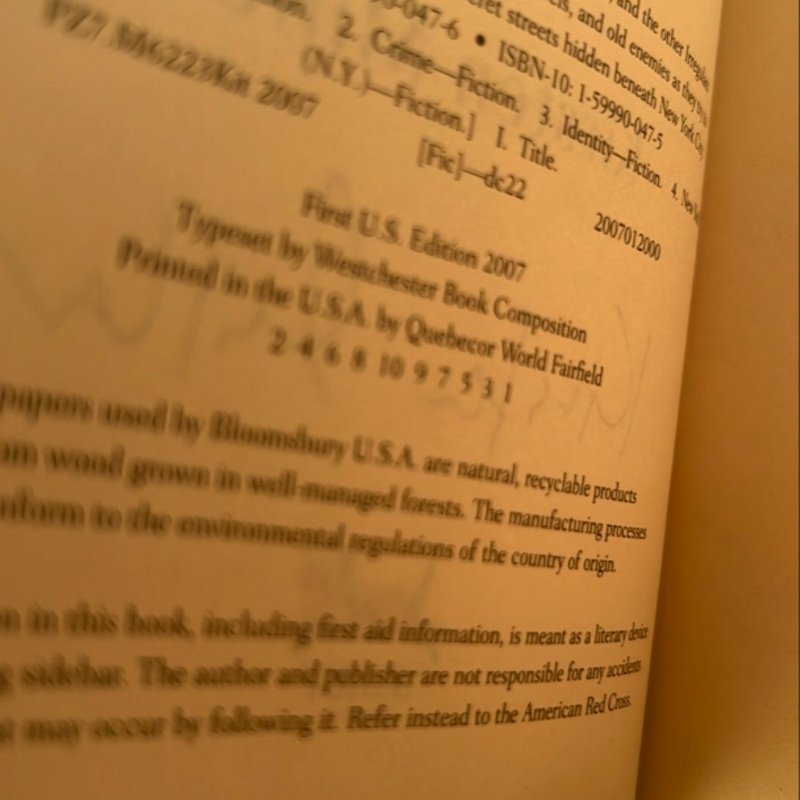 and the other Irregulars
and old enemies as they try to
secret streets hidden beneath New York City
-047-6 • ISBN-10: 1-59990-047-5
2. Crime—Fiction. 3. Identity—Fiction. 4. New
(N.Y.)—Fiction.] I. Title.
PZ7.M6223Kit 2007
[Fic]—dc22
2007012000
First U.S. Edition 2007
Typeset by Westchester Book Composition
Printed in the U.S.A. by Quebecor World Fairfield
2 4 6 8 10 9 7 5 3 1
papers used by Bloomsbury U.S.A. are natural, recyclable products
wood grown in well-managed forests. The manufacturing processes
to the environmental regulations of the country of origin.
in this book, including first aid information, is meant as a literary device
sidebar. The author and publisher are not responsible for any accidents
may occur by following it. Refer instead to the American Red Cross.